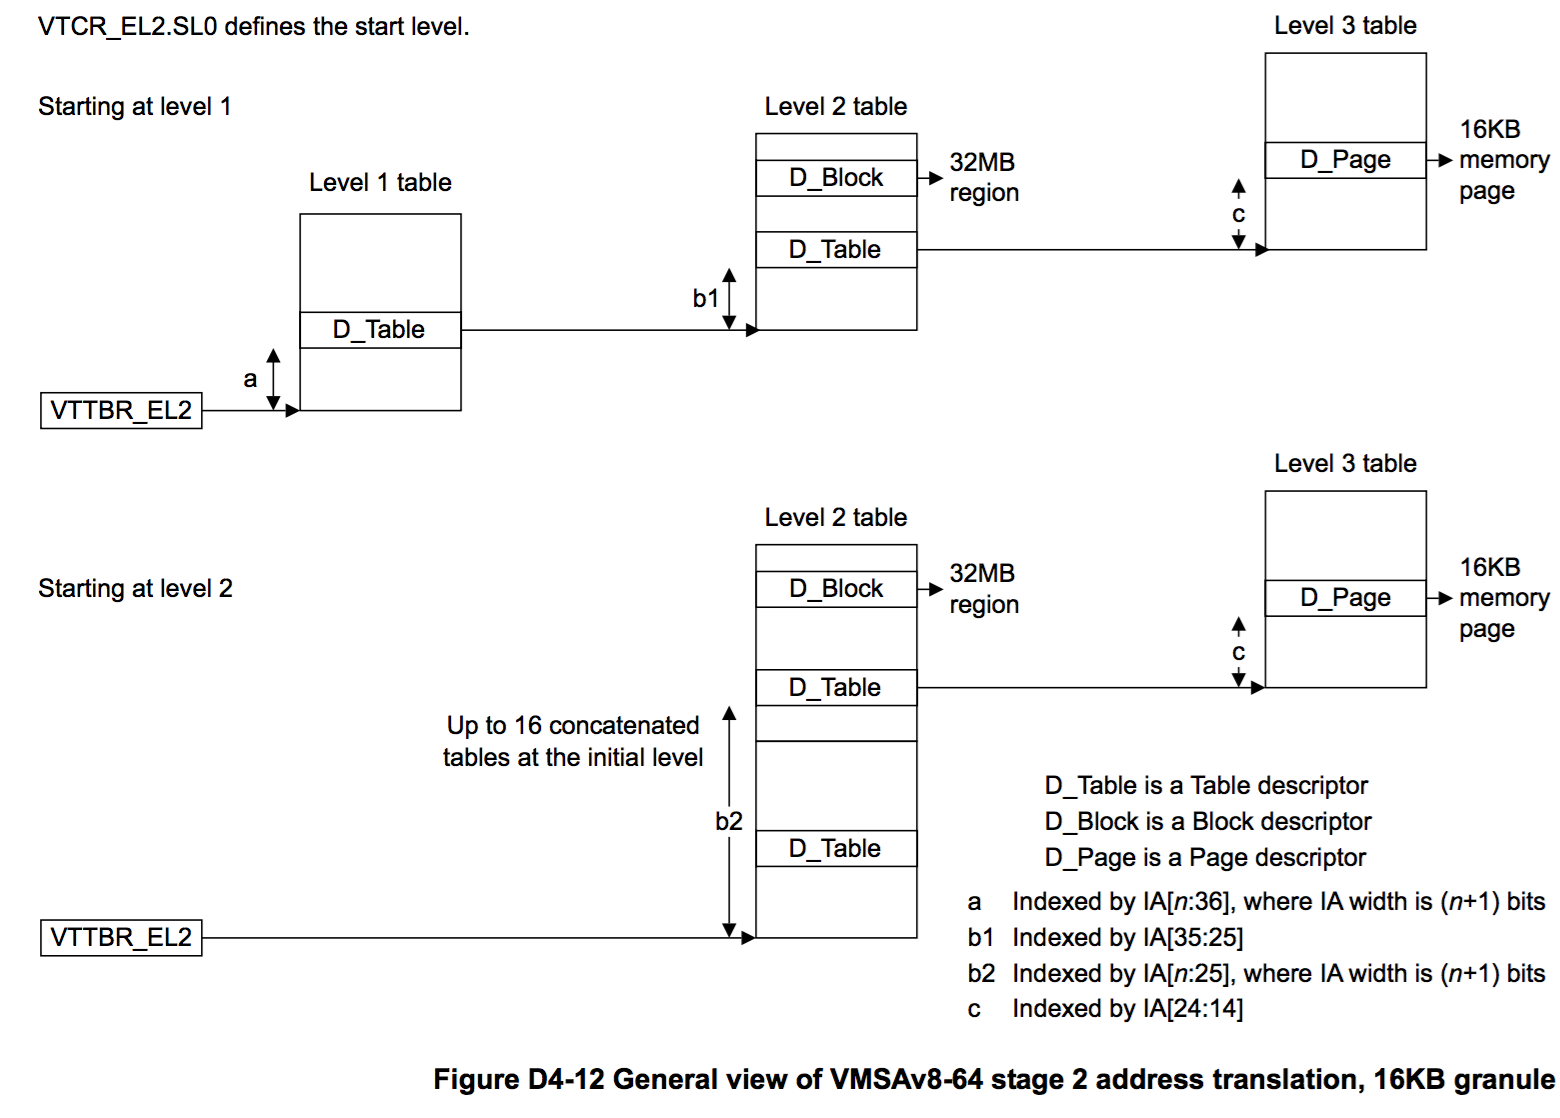 VTCR_EL2.SL0 defines the start level.
Level 3 table
Starting at level 1
Level 2 table
16KB
memory
page
D_Page
32MB
region
D_Block
Level 1 table
c
D_Table
b1
D_Table
a
VTTBR_EL2
Level 3 table
Level 2 table
16KB
memory
page
Starting at level 2
D_Block
32MB
region
D_Page
c
D_Table
Up to 16 concatenated
tables at the initial level
b2
D_Table
VTTBR_EL2
D_Table is a Table descriptor
D_Block is a Block descriptor
D_Page is a Page descriptor
a Indexed by IA[n:36], where IA width is (n+1) bits
b1 Indexed by IA[35:25]
b2 Indexed by IA[n:25], where IA width is (n+1) bits
c Indexed by IA[24:14]
Figure D4-12 General view of VMSAv8-64 stage 2 address translation, 16KB granule